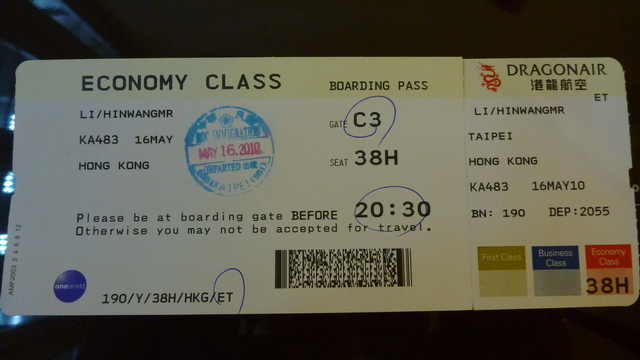 ECONOMY CLASS
BOARDING PASS
LI/HINWANGMR
GATE C3
KA483 16MAY
SEAT 38H
HONG KONG
IMMIGRATION
MAY 16.2010
DEPARTED
TAIPEI
Please be at boarding gate BEFORE 20:30
Otherwise you may not be accepted for travel.
oneworld
190/Y/38H/HKG/ET
DRAGONAIR
港龍航空
ET
LI/HINWANGMR
TAIPEI
HONG KONG
KA483 16MAY10
BN: 190 DEP:2055
First Class
Business Class
Economy Class
38H